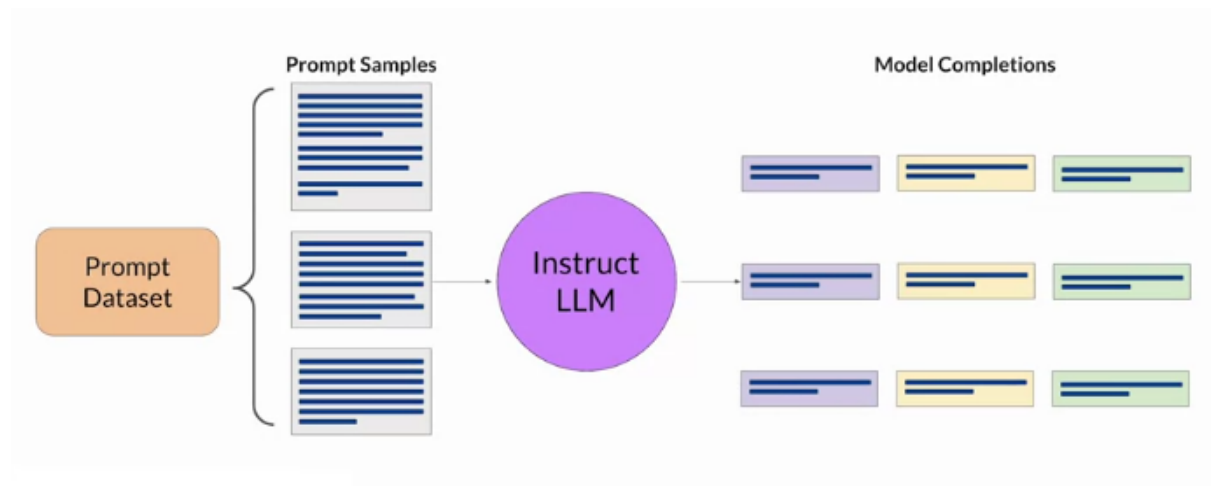 Prompt Samples
Model Completions
Prompt
Dataset
Instruct
LLM